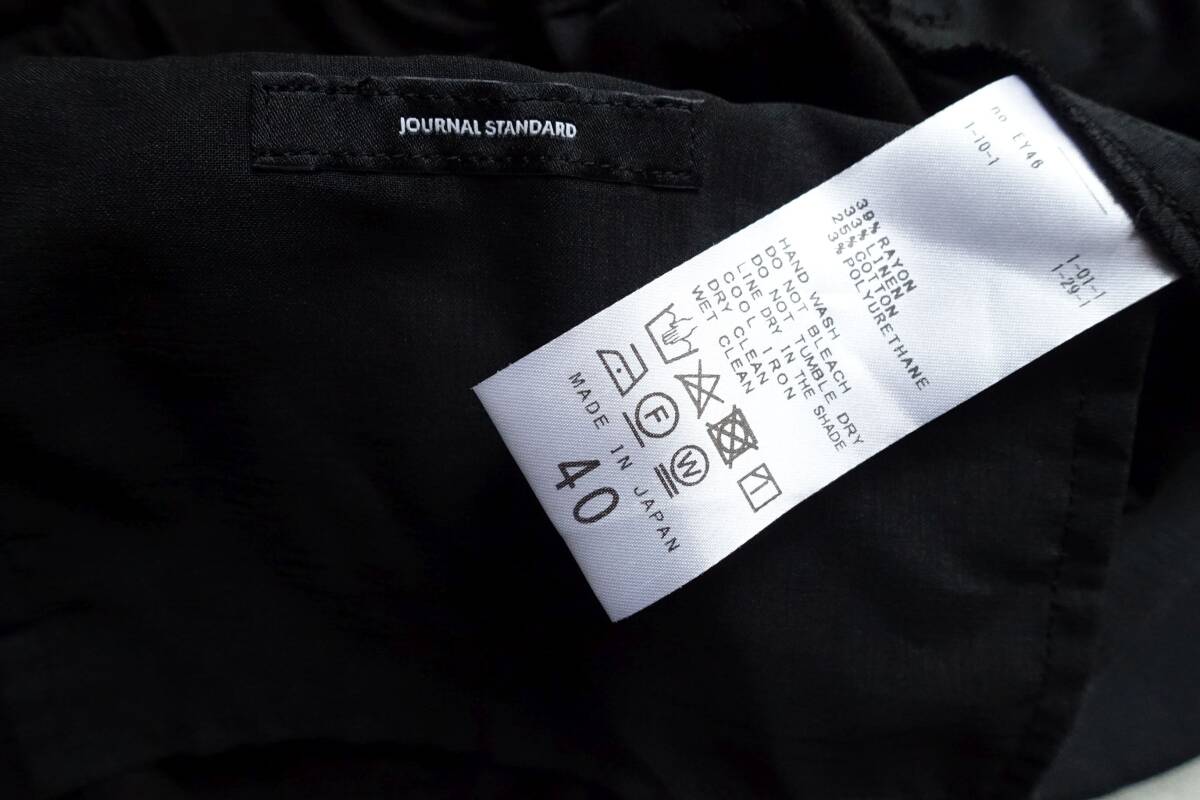 JOURNAL STANDARD
no EY46
1-10-1
1-01-1
1-29-1
39% RAYON
33% LINEN
25% COTTON
3% POLYURETHANE
HAND WASH
DO NOT BLEACH
DO NOT TUMBLE DRY
LINE DRY IN THE SHADE
COOL IRON
DRY CLEAN
WET CLEAN
F
W
MADE IN JAPAN
40